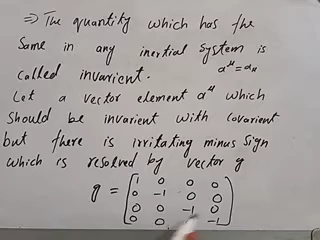 ⇒ The quantity which has the
Same in any inertial system is
called invarient. a^μ = a_μ
Let a vector element a^μ which
should be invarient with covarient
but there is irritating minus sign
which is resolved by vector g
g = [1 0 0 0
0 -1 0 0
0 0 -1 0
0 0 -1]